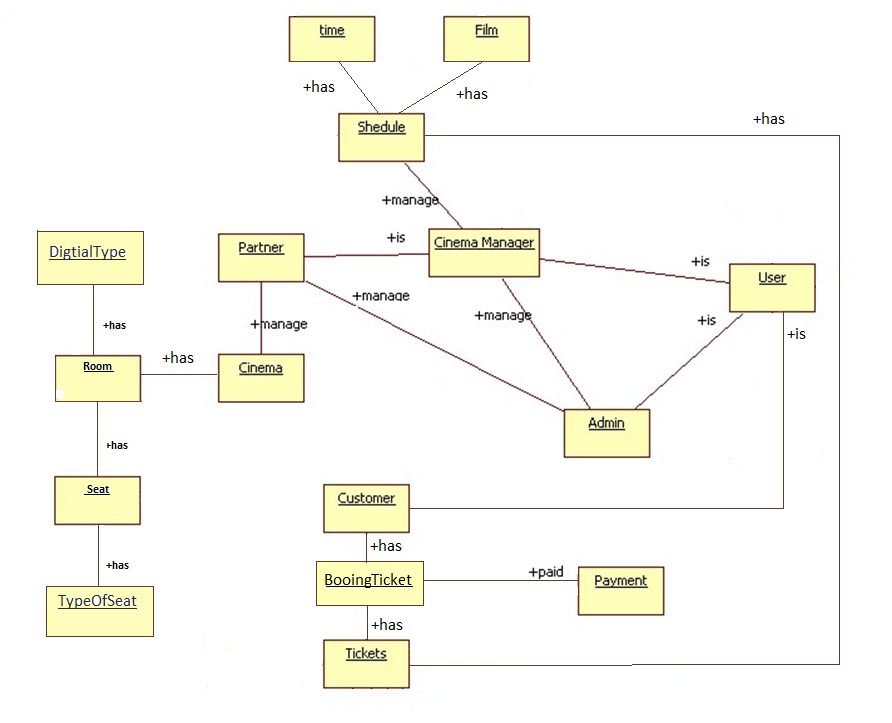 time
Film
+has
+has
Shedule
+has
+manage
Partner
+is
Cinema Manager
+is
User
DigtialType
+manage
+manage
+manage
+is
+is
+has
Room
+has
Cinema
Admin
+has
Seat
Customer
+has
+has
TypeOfSeat
BooingTicket
+paid
Payment
+has
Tickets